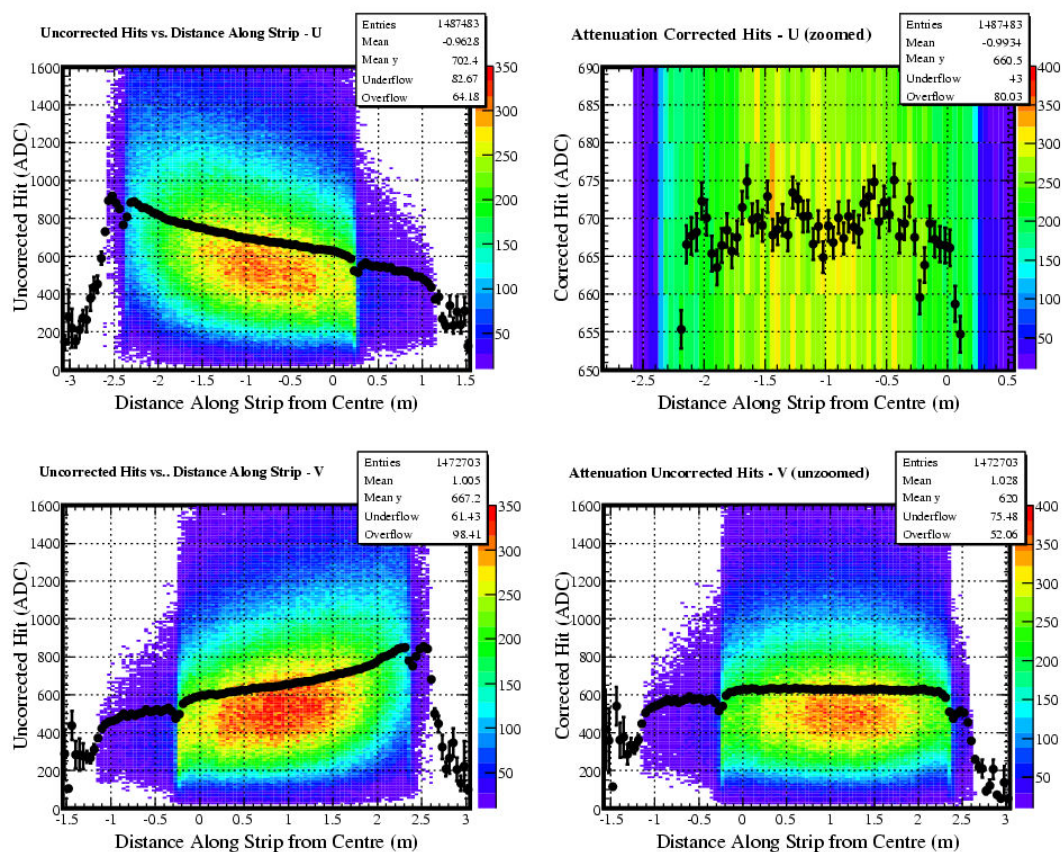 Uncorrected Hits vs. Distance Along Strip - U
Entries 1487483
Mean -0.9628
Mean y 702.4
Underflow 82.67
Overflow 64.18
Uncorrected Hit (ADC)
1600
1400
1200
1000
800
600
400
200
0
-3 -2.5 -2 -1.5 -1 -0.5 0 0.5 1 1.5
Distance Along Strip from Centre (m)
350
300
250
200
150
100
50
Attenuation Corrected Hits - U (zoomed)
Entries 1487483
Mean -0.9934
Mean y 660.5
Underflow 43
Overflow 80.03
Corrected Hit (ADC)
690
685
680
675
670
665
660
655
650
-2.5 -2 -1.5 -1 -0.5 0 0.5
Distance Along Strip from Centre (m)
400
350
300
250
200
150
100
50
Uncorrected Hits vs.. Distance Along Strip - V
Entries 1472703
Mean 1.005
Mean y 667.2
Underflow 61.43
Overflow 98.41
Uncorrected Hit (ADC)
1600
1400
1200
1000
800
600
400
200
0
-1.5 -1 -0.5 0 0.5 1 1.5 2 2.5 3
Distance Along Strip from Centre (m)
350
300
250
200
150
100
50
Attenuation Uncorrected Hits - V (unzoomed)
Entries 1472703
Mean 1.028
Mean y 620
Underflow 75.48
Overflow 52.06
Corrected Hit (ADC)
1600
1400
1200
1000
800
600
400
200
0
-1.5 -1 -0.5 0 0.5 1 1.5 2 2.5 3
Distance Along Strip from Centre (m)
400
350
300
250
200
150
100
50